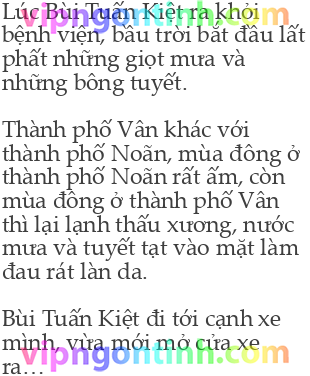 Lúc Bùi Tuấn Kiệt ra khỏi
vipngontinh.com
bệnh viện, bầu trời bắt đầu lất
phất những giọt mưa và
những bông tuyết.
Thành phố Vân khác với
thành phố Noãn, mùa đông ở
thành phố Noãn rất ấm, còn
mùa đông ở thành phố Vân
thì lại lạnh thấu xương, nước
mưa và tuyết tạt vào mặt làm
đau rát làn da.
Bùi Tuấn Kiệt đi tới cạnh xe
mình, vừa mới mở cửa xe
vipngontinh.com
ra…